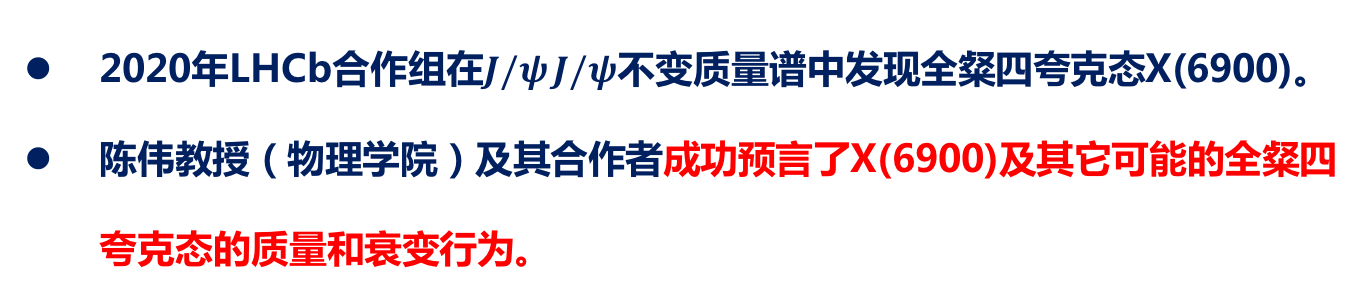 ● 2020年LHCb合作组在J/ψ J/ψ不变质量谱中发现全粲四夸克态X(6900)。
● 陈伟教授（物理学院）及其合作者成功预言了X(6900)及其它可能的全粲四
夸克态的质量和衰变行为。